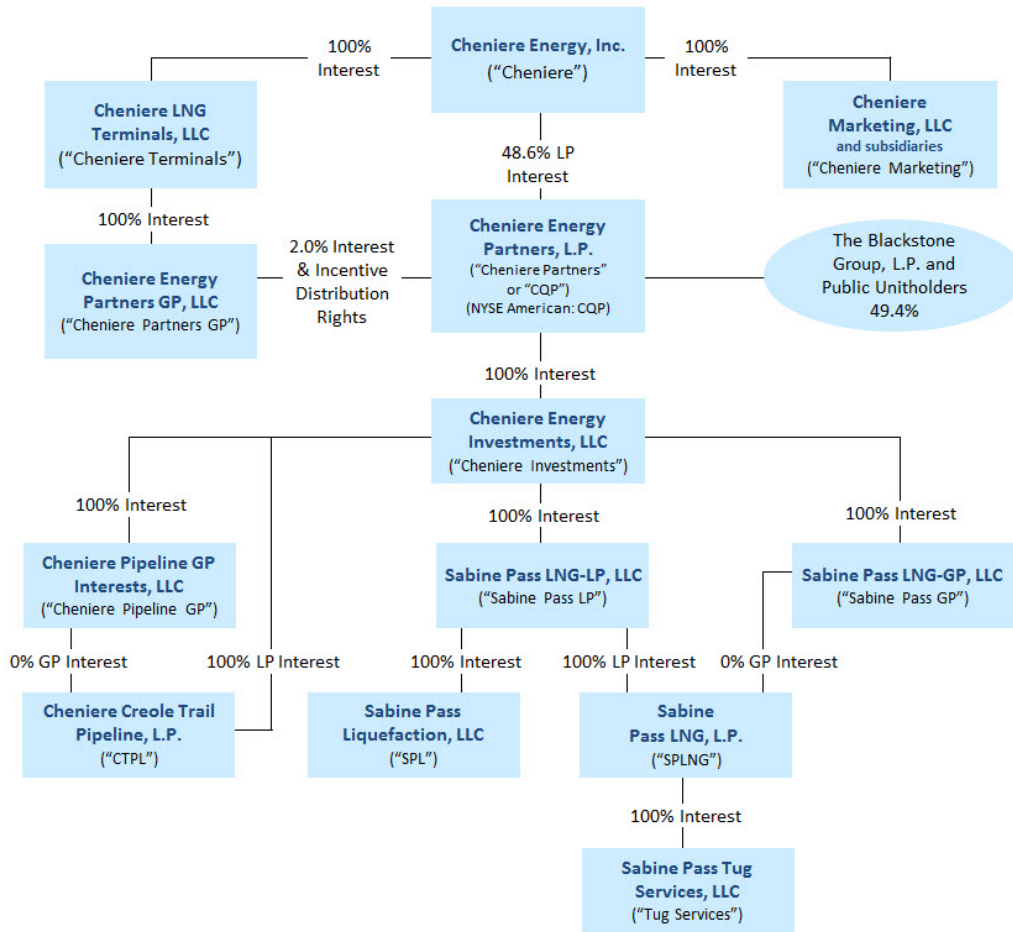 Cheniere Energy, Inc.
(“Cheniere”)
100%
Interest
100%
Interest
Cheniere LNG
Terminals, LLC
(“Cheniere Terminals”)
Cheniere
Marketing, LLC
and subsidiaries
(“Cheniere Marketing”)
48.6% LP
Interest
100% Interest
Cheniere Energy
Partners GP, LLC
(“Cheniere Partners GP”)
2.0% Interest
& Incentive
Distribution
Rights
Cheniere Energy
Partners, L.P.
(“Cheniere Partners”
or “CQP”)
(NYSE American: CQP)
The Blackstone
Group, L.P. and
Public Unitholders
49.4%
100% Interest
Cheniere Energy
Investments, LLC
(“Cheniere Investments”)
100% Interest
100% Interest
100% Interest
Cheniere Pipeline GP
Interests, LLC
(“Cheniere Pipeline GP”)
Sabine Pass LNG-LP, LLC
(“Sabine Pass LP”)
Sabine Pass LNG-GP, LLC
(“Sabine Pass GP”)
0% GP Interest
100% LP Interest
100% Interest
100% LP Interest
0% GP Interest
Cheniere Creole Trail
Pipeline, L.P.
(“CTPL”)
Sabine Pass
Liquefaction, LLC
(“SPL”)
Sabine
Pass LNG, L.P.
(“SPLNG”)
100% Interest
Sabine Pass Tug
Services, LLC
(“Tug Services”)